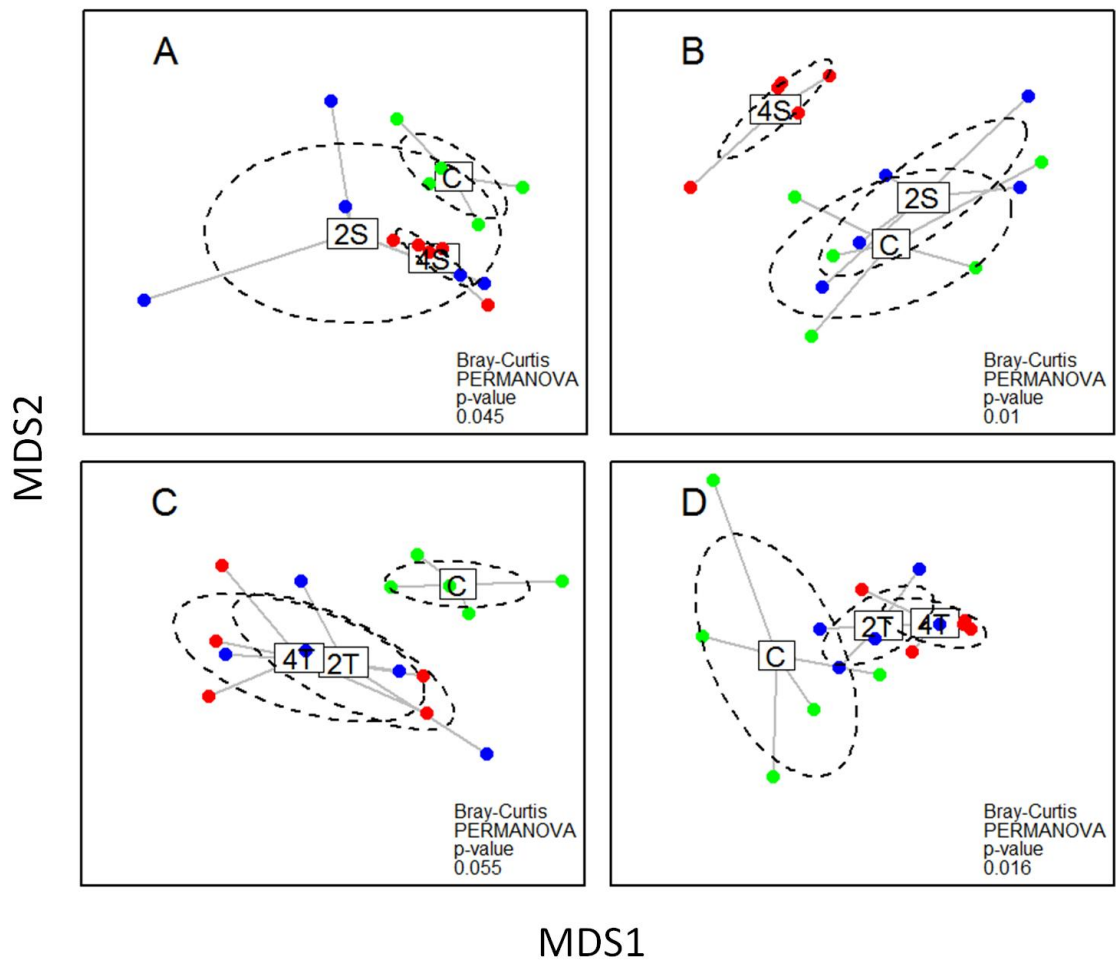 A
C
2S
4S
Bray-Curtis
PERMANOVA
p-value
0.045
B
4S
2S
C
Bray-Curtis
PERMANOVA
p-value
0.01
MDS2
C
C
4T
2T
Bray-Curtis
PERMANOVA
p-value
0.055
D
2T
4T
C
Bray-Curtis
PERMANOVA
p-value
0.016
MDS1